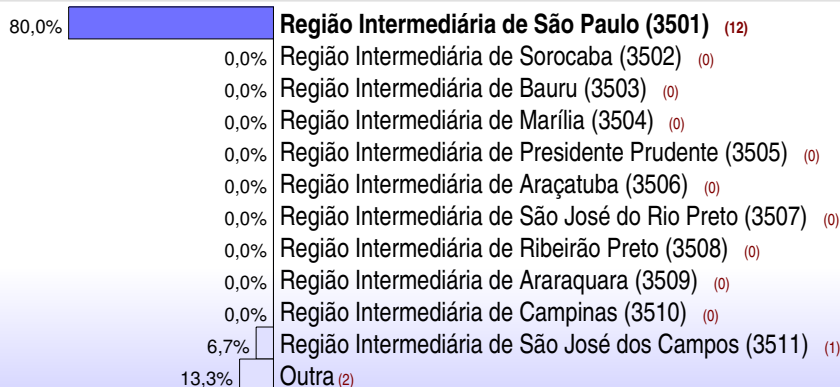 80,0% Região Intermediária de São Paulo (3501) (12)
0,0% Região Intermediária de Sorocaba (3502) (0)
0,0% Região Intermediária de Bauru (3503) (0)
0,0% Região Intermediária de Marília (3504) (0)
0,0% Região Intermediária de Presidente Prudente (3505) (0)
0,0% Região Intermediária de Araçatuba (3506) (0)
0,0% Região Intermediária de São José do Rio Preto (3507) (0)
0,0% Região Intermediária de Ribeirão Preto (3508) (0)
0,0% Região Intermediária de Araraquara (3509) (0)
0,0% Região Intermediária de Campinas (3510) (0)
6,7% Região Intermediária de São José dos Campos (3511) (1)
13,3% Outra (2)